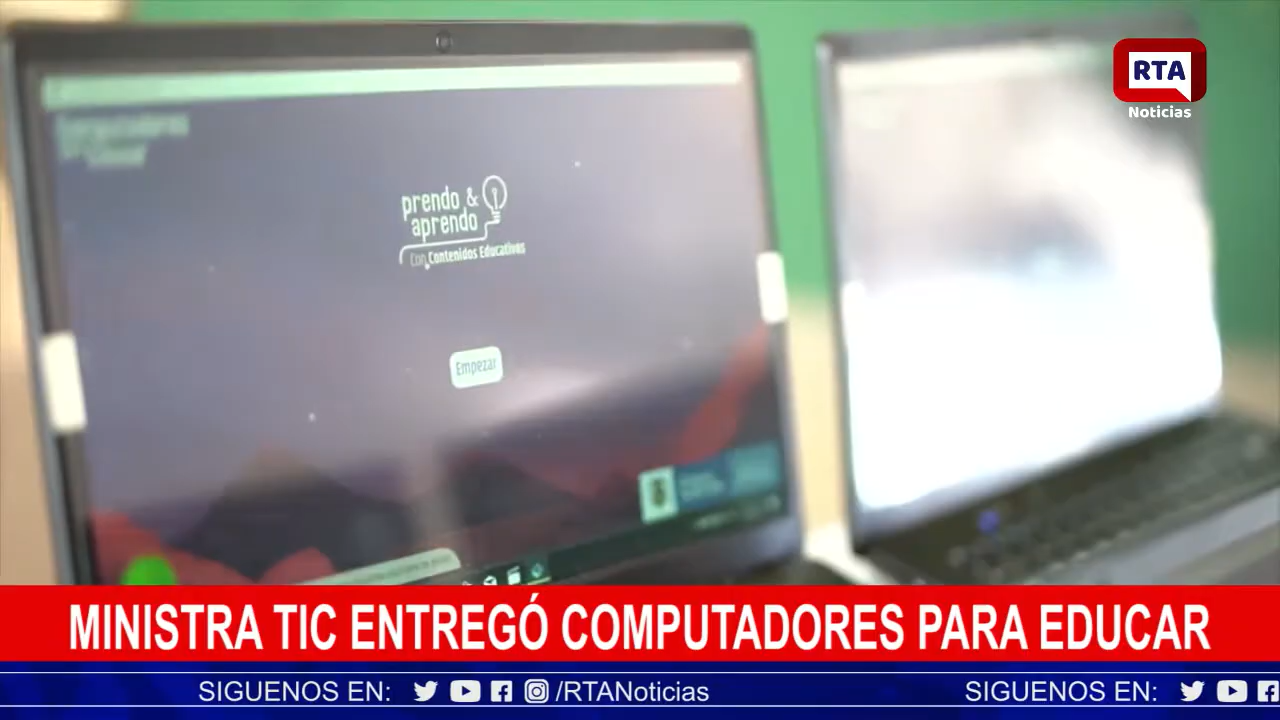 RTA
Noticias
Computadores
prendo &
aprendo
Con Contenidos Educativos
Empezar
MINISTRA TIC ENTREGÓ COMPUTADORES PARA EDUCAR
SIGUENOS EN: /RTANoticias SIGUENOS EN: